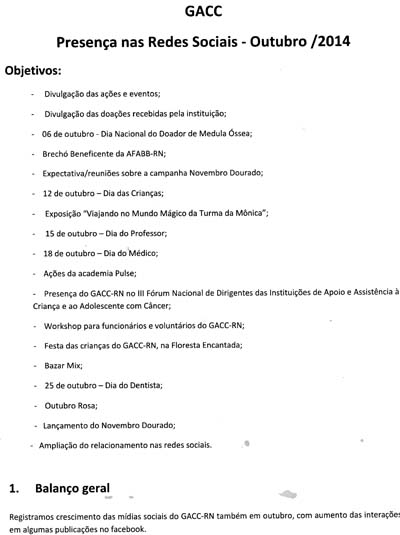 GACC
Presença nas Redes Sociais - Outubro /2014
Objetivos:
- Divulgação das ações e eventos;
- Divulgação das doações recebidas pela instituição;
- 06 de outubro - Dia Nacional do Doador de Medula Óssea;
- Brechó Beneficente da AFABB-RN;
- Expectativa/reuniões sobre a campanha Novembro Dourado;
- 12 de outubro – Dia das Crianças;
- Exposição "Viajando no Mundo Mágico da Turma da Mônica";
- 15 de outubro – Dia do Professor;
- 18 de outubro – Dia do Médico;
- Ações da academia Pulse;
- Presença do GACC-RN no III Fórum Nacional de Dirigentes das Instituições de Apoio e Assistência à
Criança e ao Adolescente com Câncer;
- Workshop para funcionários e voluntários do GACC-RN;
- Festa das crianças do GACC-RN, na Floresta Encantada;
- Bazar Mix;
- 25 de outubro – Dia do Dentista;
- Outubro Rosa;
- Lançamento do Novembro Dourado;
- Ampliação do relacionamento nas redes sociais.
1. Balanço geral
Registramos crescimento das mídias sociais do GACC-RN também em outubro, com aumento das interações
em algumas publicações no facebook.